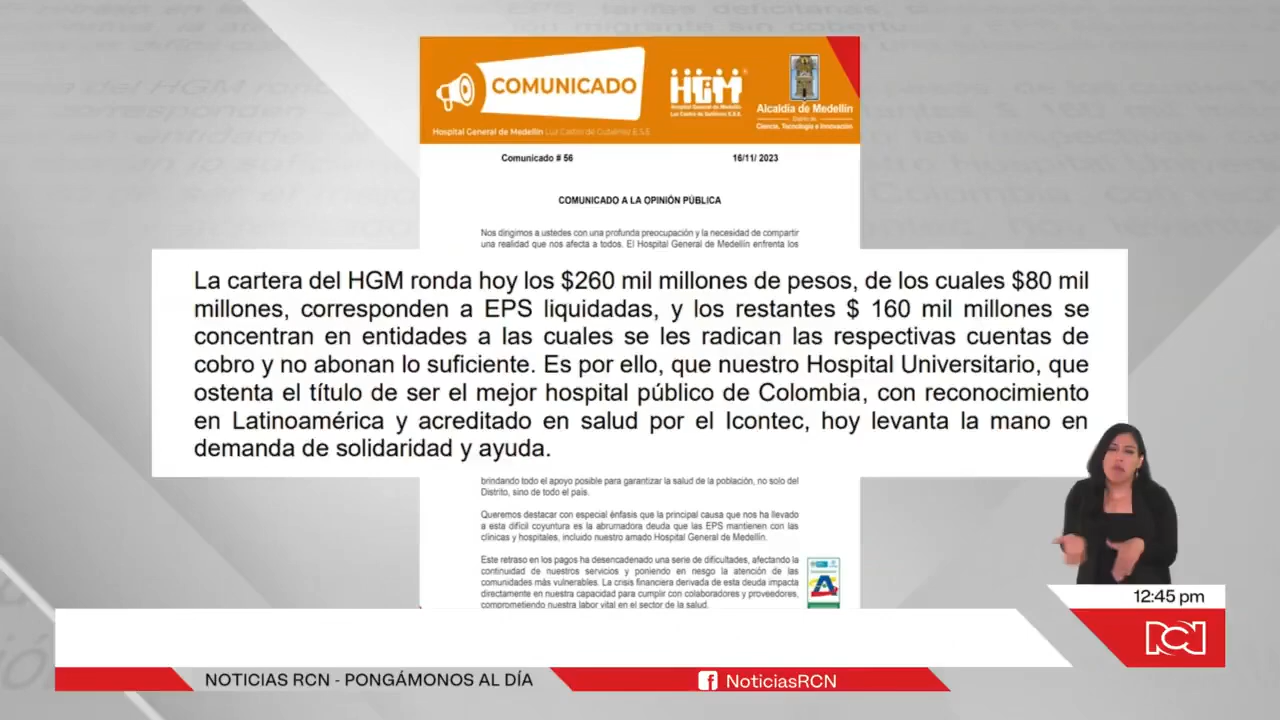 COMUNICADO
HGM
Hospital General de Medellín
Luz Castro de Gutiérrez E.S.E.
Alcaldía de Medellín
Distrito de
Ciencia, Tecnología e Innovación
Hospital General de Medellín Luz Castro de Gutiérrez E.S.E
Comunicado # 56
16/11/ 2023
COMUNICADO A LA OPINIÓN PÚBLICA
Nos dirigimos a ustedes con una profunda preocupación y la necesidad de compartir
una realidad que nos afecta a todos. El Hospital General de Medellín enfrenta los
La cartera del HGM ronda hoy los $260 mil millones de pesos, de los cuales $80 mil
millones, corresponden a EPS liquidadas, y los restantes $ 160 mil millones se
concentran en entidades a las cuales se les radican las respectivas cuentas de
cobro y no abonan lo suficiente. Es por ello, que nuestro Hospital Universitario, que
ostenta el título de ser el mejor hospital público de Colombia, con reconocimiento
en Latinoamérica y acreditado en salud por el Icontec, hoy levanta la mano en
demanda de solidaridad y ayuda.
brindando todo el apoyo posible para garantizar la salud de la población, no solo del
Distrito, sino de todo el país.
Queremos destacar con especial énfasis que la principal causa que nos ha llevado
a esta difícil coyuntura es la abrumadora deuda que las EPS mantienen con las
clínicas y hospitales, incluido nuestro amado Hospital General de Medellín.
Este retraso en los pagos ha desencadenado una serie de dificultades, afectando la
continuidad de nuestros servicios y poniendo en riesgo la atención de las
comunidades más vulnerables. La crisis financiera derivada de esta deuda impacta
directamente en nuestra capacidad para cumplir con colaboradores y proveedores,
comprometiendo nuestra labor vital en el sector de la salud.
12:45 pm
RCN
NOTICIAS RCN - PONGÁMONOS AL DÍA
NoticiasRCN